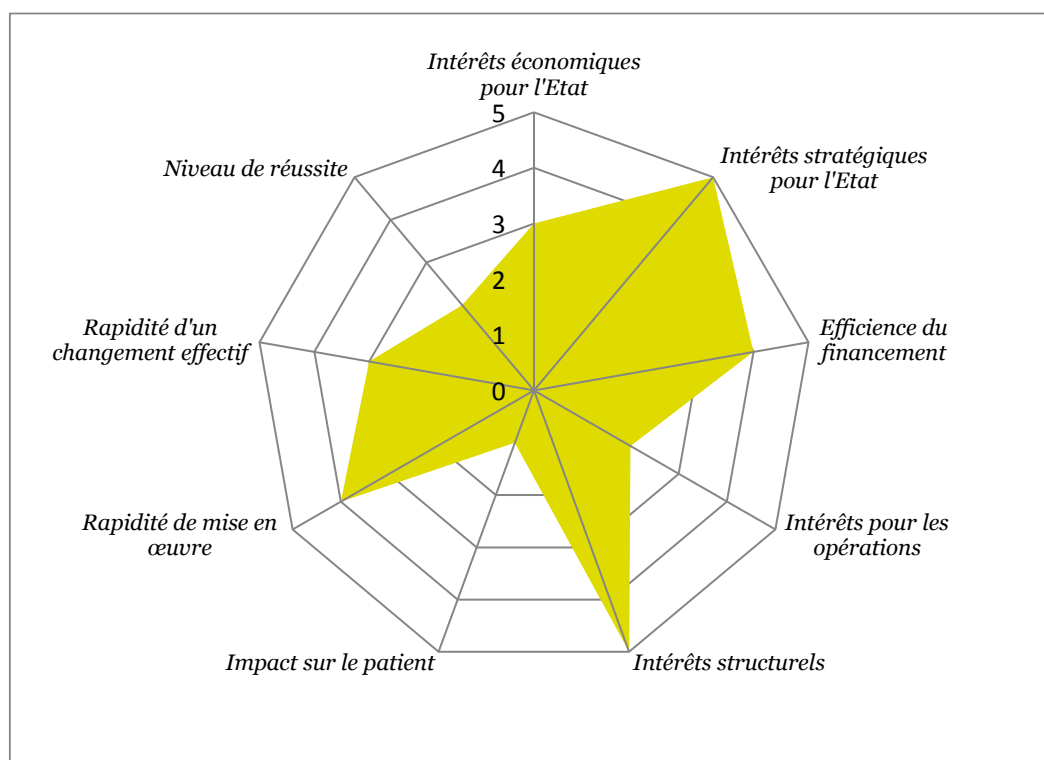 Intérêts économiques
pour l'Etat
Intérêts stratégiques
pour l'Etat
Efficience du
financement
Intérêts pour les
opérations
Intérêts structurels
Impact sur le patient
Rapidité de mise en
œuvre
Rapidité d'un
changement effectif
Niveau de réussite
5
4
3
2
1
0